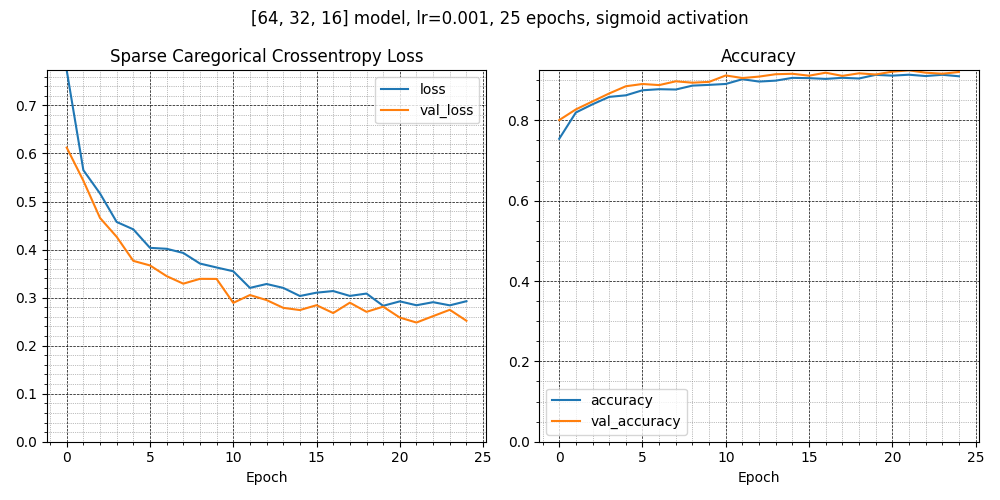 [64, 32, 16] model, lr=0.001, 25 epochs, sigmoid activation
Sparse Caregorical Crossentropy Loss
0.7
0.6
0.5
0.4
0.3
0.2
0.1
0.0
loss
val_loss
0 5 10 15 20 25
Epoch
Accuracy
0.8
0.6
0.4
0.2
0.0
accuracy
val_accuracy
0 5 10 15 20 25
Epoch